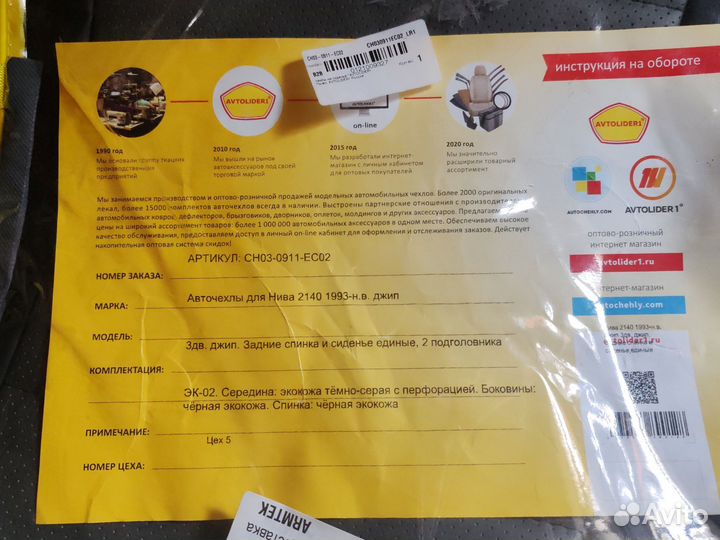 CH03-0911-EC02
CH030911EC02_LR1
0121009327
B2B
1
инструкция на обороте
AVTOLIDER1
on-line
1990 год
Мы основали группу ткацких производственных предприятий
2010 год
Мы вышли на рынок автоаксессуаров под своей торговой маркой
2015 год
Мы разработали интернет-магазин с личным кабинетом для оптовых покупателей
2020 год
Мы значительно расширили товарный ассортимент
AVTOLIDER1
AUTOCHEHLY.COM
AVTOLIDER1®
Мы занимаемся производством и оптово-розничной продажей модельных автомобильных чехлов. Более 2000 оригинальных
лекал, более 15000 комплектов авточехлов всегда в наличии. Выстроены партнерские отношения с производителями
автомобильных ковров, дефлекторов, брызговиков, дворников, оплеток, молдингов и других аксессуаров. Предлагаем
цены на широкий ассортимент товаров: более 1 000 000 автомобильных аксессуаров в одном месте. Обеспечиваем высокое
качество обслуживания, предоставляем доступ в личный on-line кабинет для оформления и отслеживания заказов. Действует
накопительная оптовая система скидок!
оптово-розничный
интернет магазин
avtolider1.ru
интернет-магазин
autochehly.com
АРТИКУЛ: CH03-0911-EC02
НОМЕР ЗАКАЗА:
Авточехлы для Нива 2140 1993-н.в. джип
МАРКА:
МОДЕЛЬ:
3дв. джип. Задние спинка и сиденье единые, 2 подголовника
КОМПЛЕКТАЦИЯ:
ЭК-02. Середина: экокожа тёмно-серая с перфорацией. Боковины:
чёрная экокожа. Спинка: чёрная экокожа
ПРИМЕЧАНИЕ:
Цех 5
НОМЕР ЦЕХА:
2140 1993-н.в.
ARMTEK
Avito